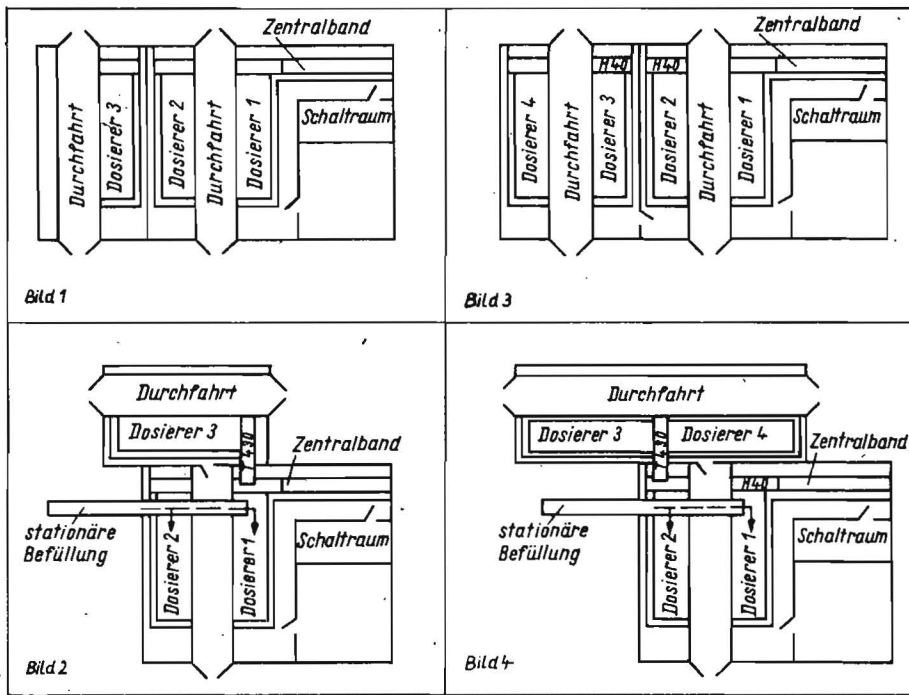 Zentralband
Durchfahrt
Dosierer 3
Dosierer 2
Durchfahrt
Dosierer 1
Schaltraum
Bild 1
Zentralband
Dosierer 4
Durchfahrt
H40
Dosierer 3
H40
Dosierer 2
Durchfahrt
Dosierer 1
Schaltraum
Bild 3
Durchfahrt
Dosierer 3
T 430
Zentralband
stationäre
Befüllung
Dosierer 2
Dosierer 1
Schaltraum
Bild 2
Durchfahrt
Dosierer 3
T 430
Dosierer 4
Zentralband
H40
stationäre
Befüllung
Dosierer 2
Dosierer 1
Schaltraum
Bild 4